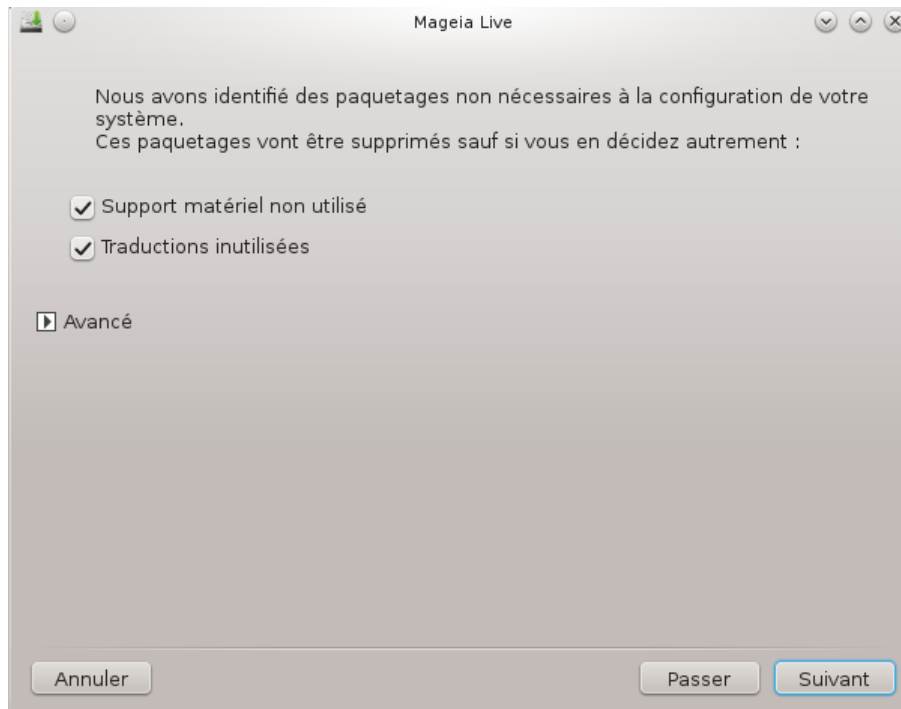 Mageia Live
Nous avons identifié des paquetages non nécessaires à la configuration de votre
système.
Ces paquetages vont être supprimés sauf si vous en décidez autrement :
Support matériel non utilisé
Traductions inutilisées
Avancé
Annuler
Passer
Suivant